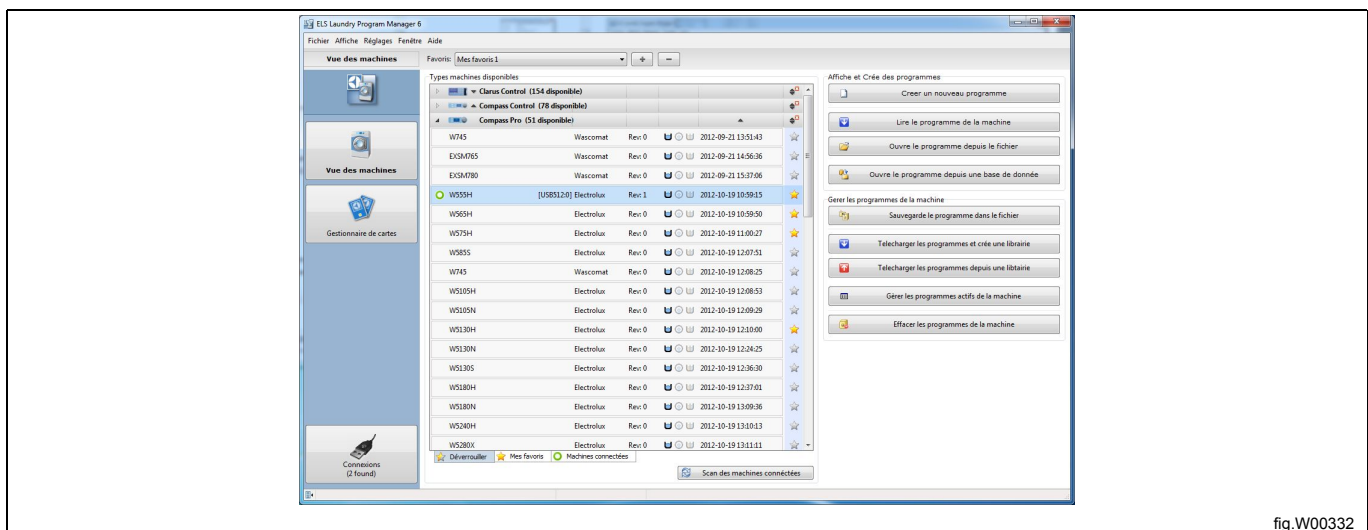 ELS Laundry Program Manager 6
Fichier Affiche Réglages Fenêtre Aide
Vue des machines
Favoris: Mes favoris 1
Types machines disponibles
Clarus Control (154 disponible)
Compass Control (78 disponible)
Compass Pro (51 disponible)
W745 Wascomat Rev: 0 2012-09-21 13:51:43
EXSM765 Wascomat Rev: 0 2012-09-21 14:56:36
EXSM780 Wascomat Rev: 0 2012-09-21 15:37:06
W555H [USB512:0] Electrolux Rev: 1 2012-10-19 10:59:15
W565H Electrolux Rev: 0 2012-10-19 10:59:50
W575H Electrolux Rev: 0 2012-10-19 11:00:27
W585S Electrolux Rev: 0 2012-10-19 12:07:51
W745 Wascomat Rev: 0 2012-10-19 12:08:25
W5105H Electrolux Rev: 0 2012-10-19 12:08:53
W5105N Electrolux Rev: 0 2012-10-19 12:09:29
W5130H Electrolux Rev: 0 2012-10-19 12:10:00
W5130N Electrolux Rev: 0 2012-10-19 12:24:25
W5130S Electrolux Rev: 0 2012-10-19 12:36:30
W5180H Electrolux Rev: 0 2012-10-19 12:37:01
W5180N Electrolux Rev: 0 2012-10-19 13:09:36
W5240H Electrolux Rev: 0 2012-10-19 13:10:13
W5280X Electrolux Rev: 0 2012-10-19 13:11:11
Déverrouiller Mes favoris Machines connectées
Scan des machines connéctées
Vue des machines
Gestionnaire de cartes
Connexions
(2 found)
Affiche et Crée des programmes
Creer un nouveau programme
Lire le programme de la machine
Ouvre le programme depuis le fichier
Ouvre le programme depuis une base de donnée
Gerer les programmes de la machine
Sauvegarde le programme dans le fichier
Telecharger les programmes et crée une librairie
Telecharger les programmes depuis une libtairie
Gèrer les programmes actifs de la machine
Effacer les programmes de la machine
fig.W00332